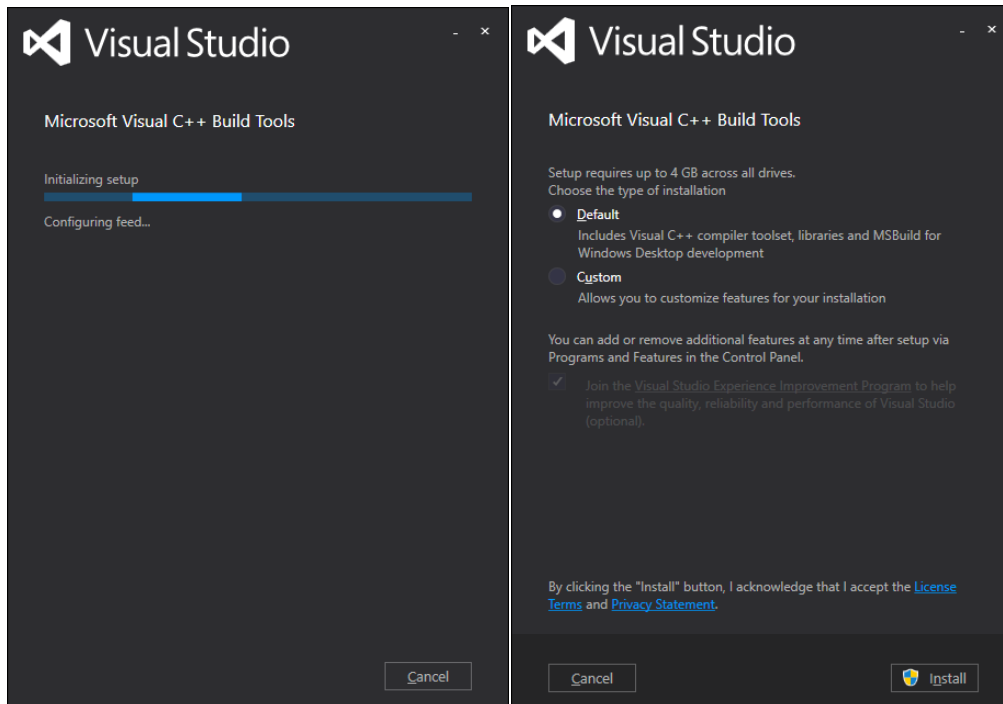 Visual Studio
Microsoft Visual C++ Build Tools
Initializing setup
Configuring feed...
Cancel
Visual Studio
Microsoft Visual C++ Build Tools
Setup requires up to 4 GB across all drives.
Choose the type of installation
Default
Includes Visual C++ compiler toolset, libraries and MSBuild for
Windows Desktop development
Custom
Allows you to customize features for your installation
You can add or remove additional features at any time after setup via
Programs and Features in the Control Panel.
Join the Visual Studio Experience Improvement Program to help
improve the quality, reliability and performance of Visual Studio
(optional).
By clicking the "Install" button, I acknowledge that I accept the License
Terms and Privacy Statement.
Cancel
Install